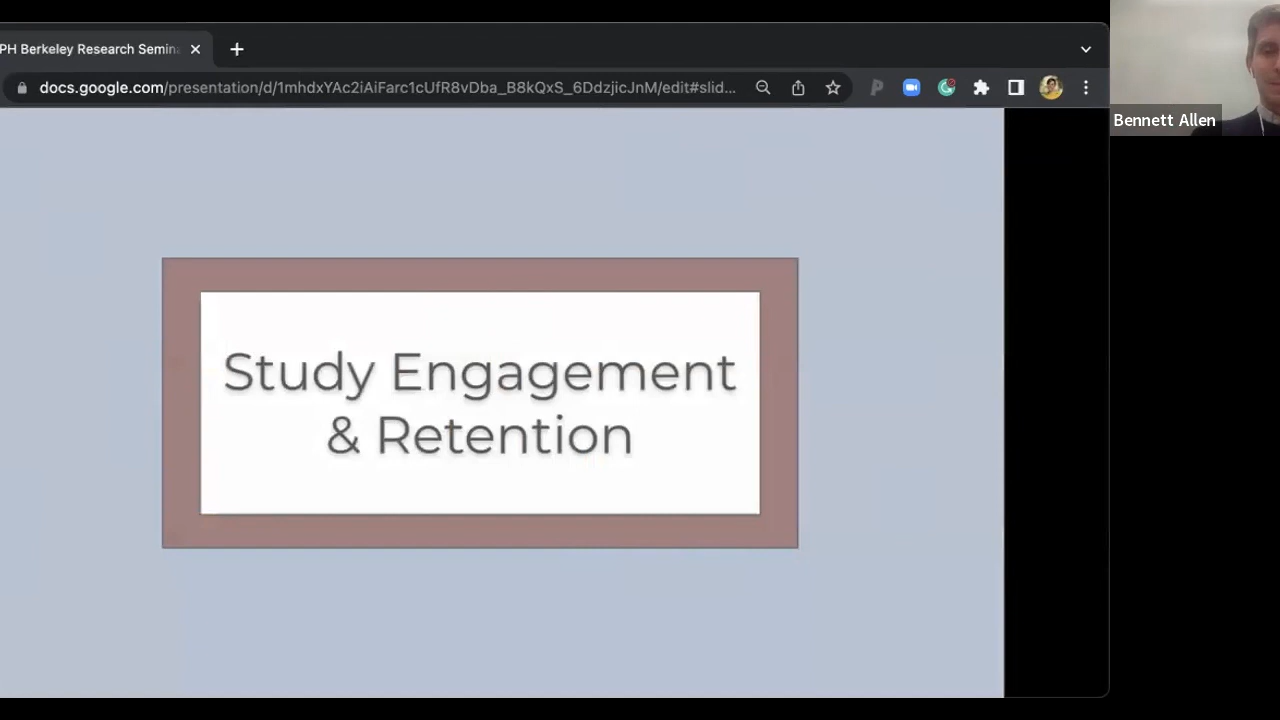 PH Berkeley Research Semin
docs.google.com/presentation/d/1mhdxYAc2iAiFarc1cUfR8vDba_B8kQxS_6DdzjicJnM/edit#slid...
Bennett Allen
Study Engagement
& Retention